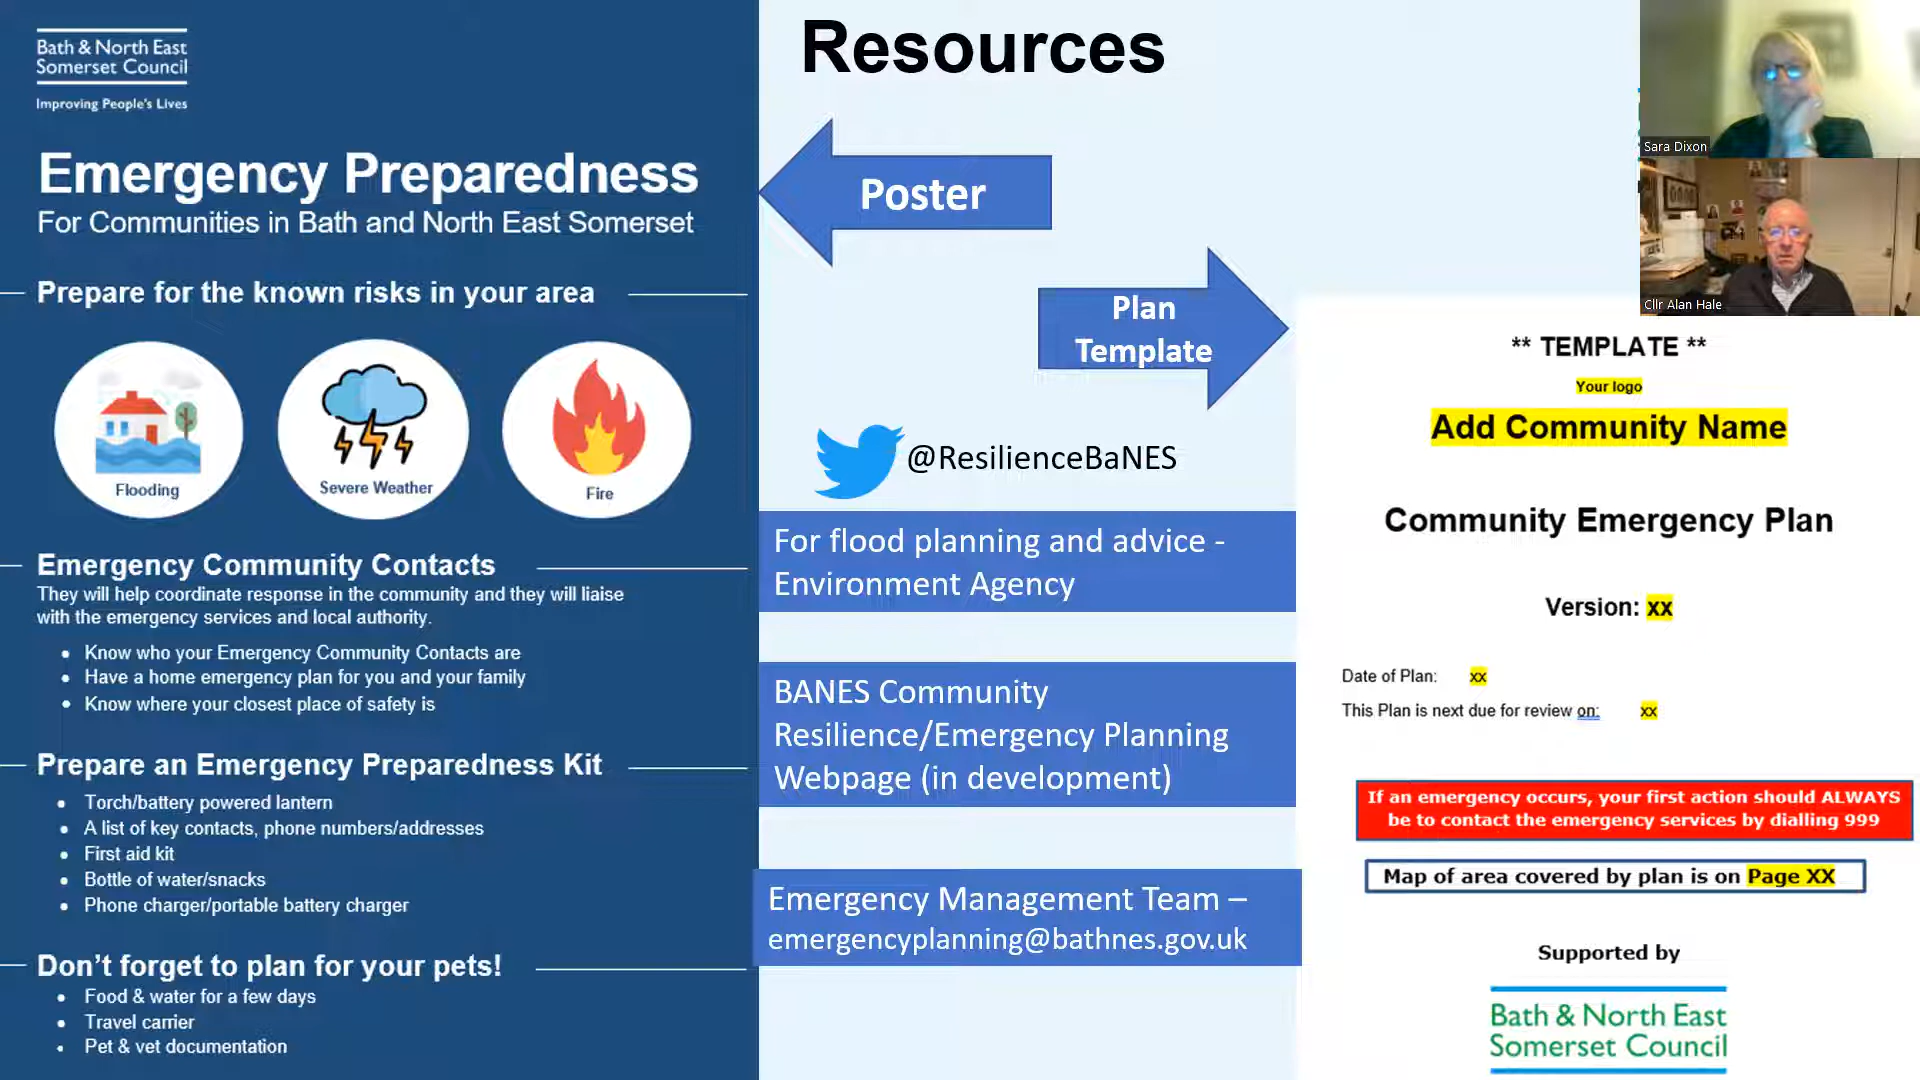 Bath & North East
Somerset Council
Improving People's Lives
Emergency Preparedness
For Communities in Bath and North East Somerset
Prepare for the known risks in your area
Flooding
Severe Weather
Fire
Emergency Community Contacts
They will help coordinate response in the community and they will liaise
with the emergency services and local authority.
• Know who your Emergency Community Contacts are
• Have a home emergency plan for you and your family
• Know where your closest place of safety is
Prepare an Emergency Preparedness Kit
• Torch/battery powered lantern
• A list of key contacts, phone numbers/addresses
• First aid kit
• Bottle of water/snacks
• Phone charger/portable battery charger
Don't forget to plan for your pets!
• Food & water for a few days
• Travel carrier
• Pet & vet documentation
Resources
Poster
Plan
Template
@ResilienceBaNES
For flood planning and advice -
Environment Agency
BANES Community
Resilience/Emergency Planning
Webpage (in development)
Emergency Management Team –
emergencyplanning@bathnes.gov.uk
Sara Dixon
Cllr Alan Hale
** TEMPLATE **
Your logo
Add Community Name
Community Emergency Plan
Version: xx
Date of Plan: xx
This Plan is next due for review on: xx
If an emergency occurs, your first action should ALWAYS
be to contact the emergency services by dialling 999
Map of area covered by plan is on Page XX
Supported by
Bath & North East
Somerset Council